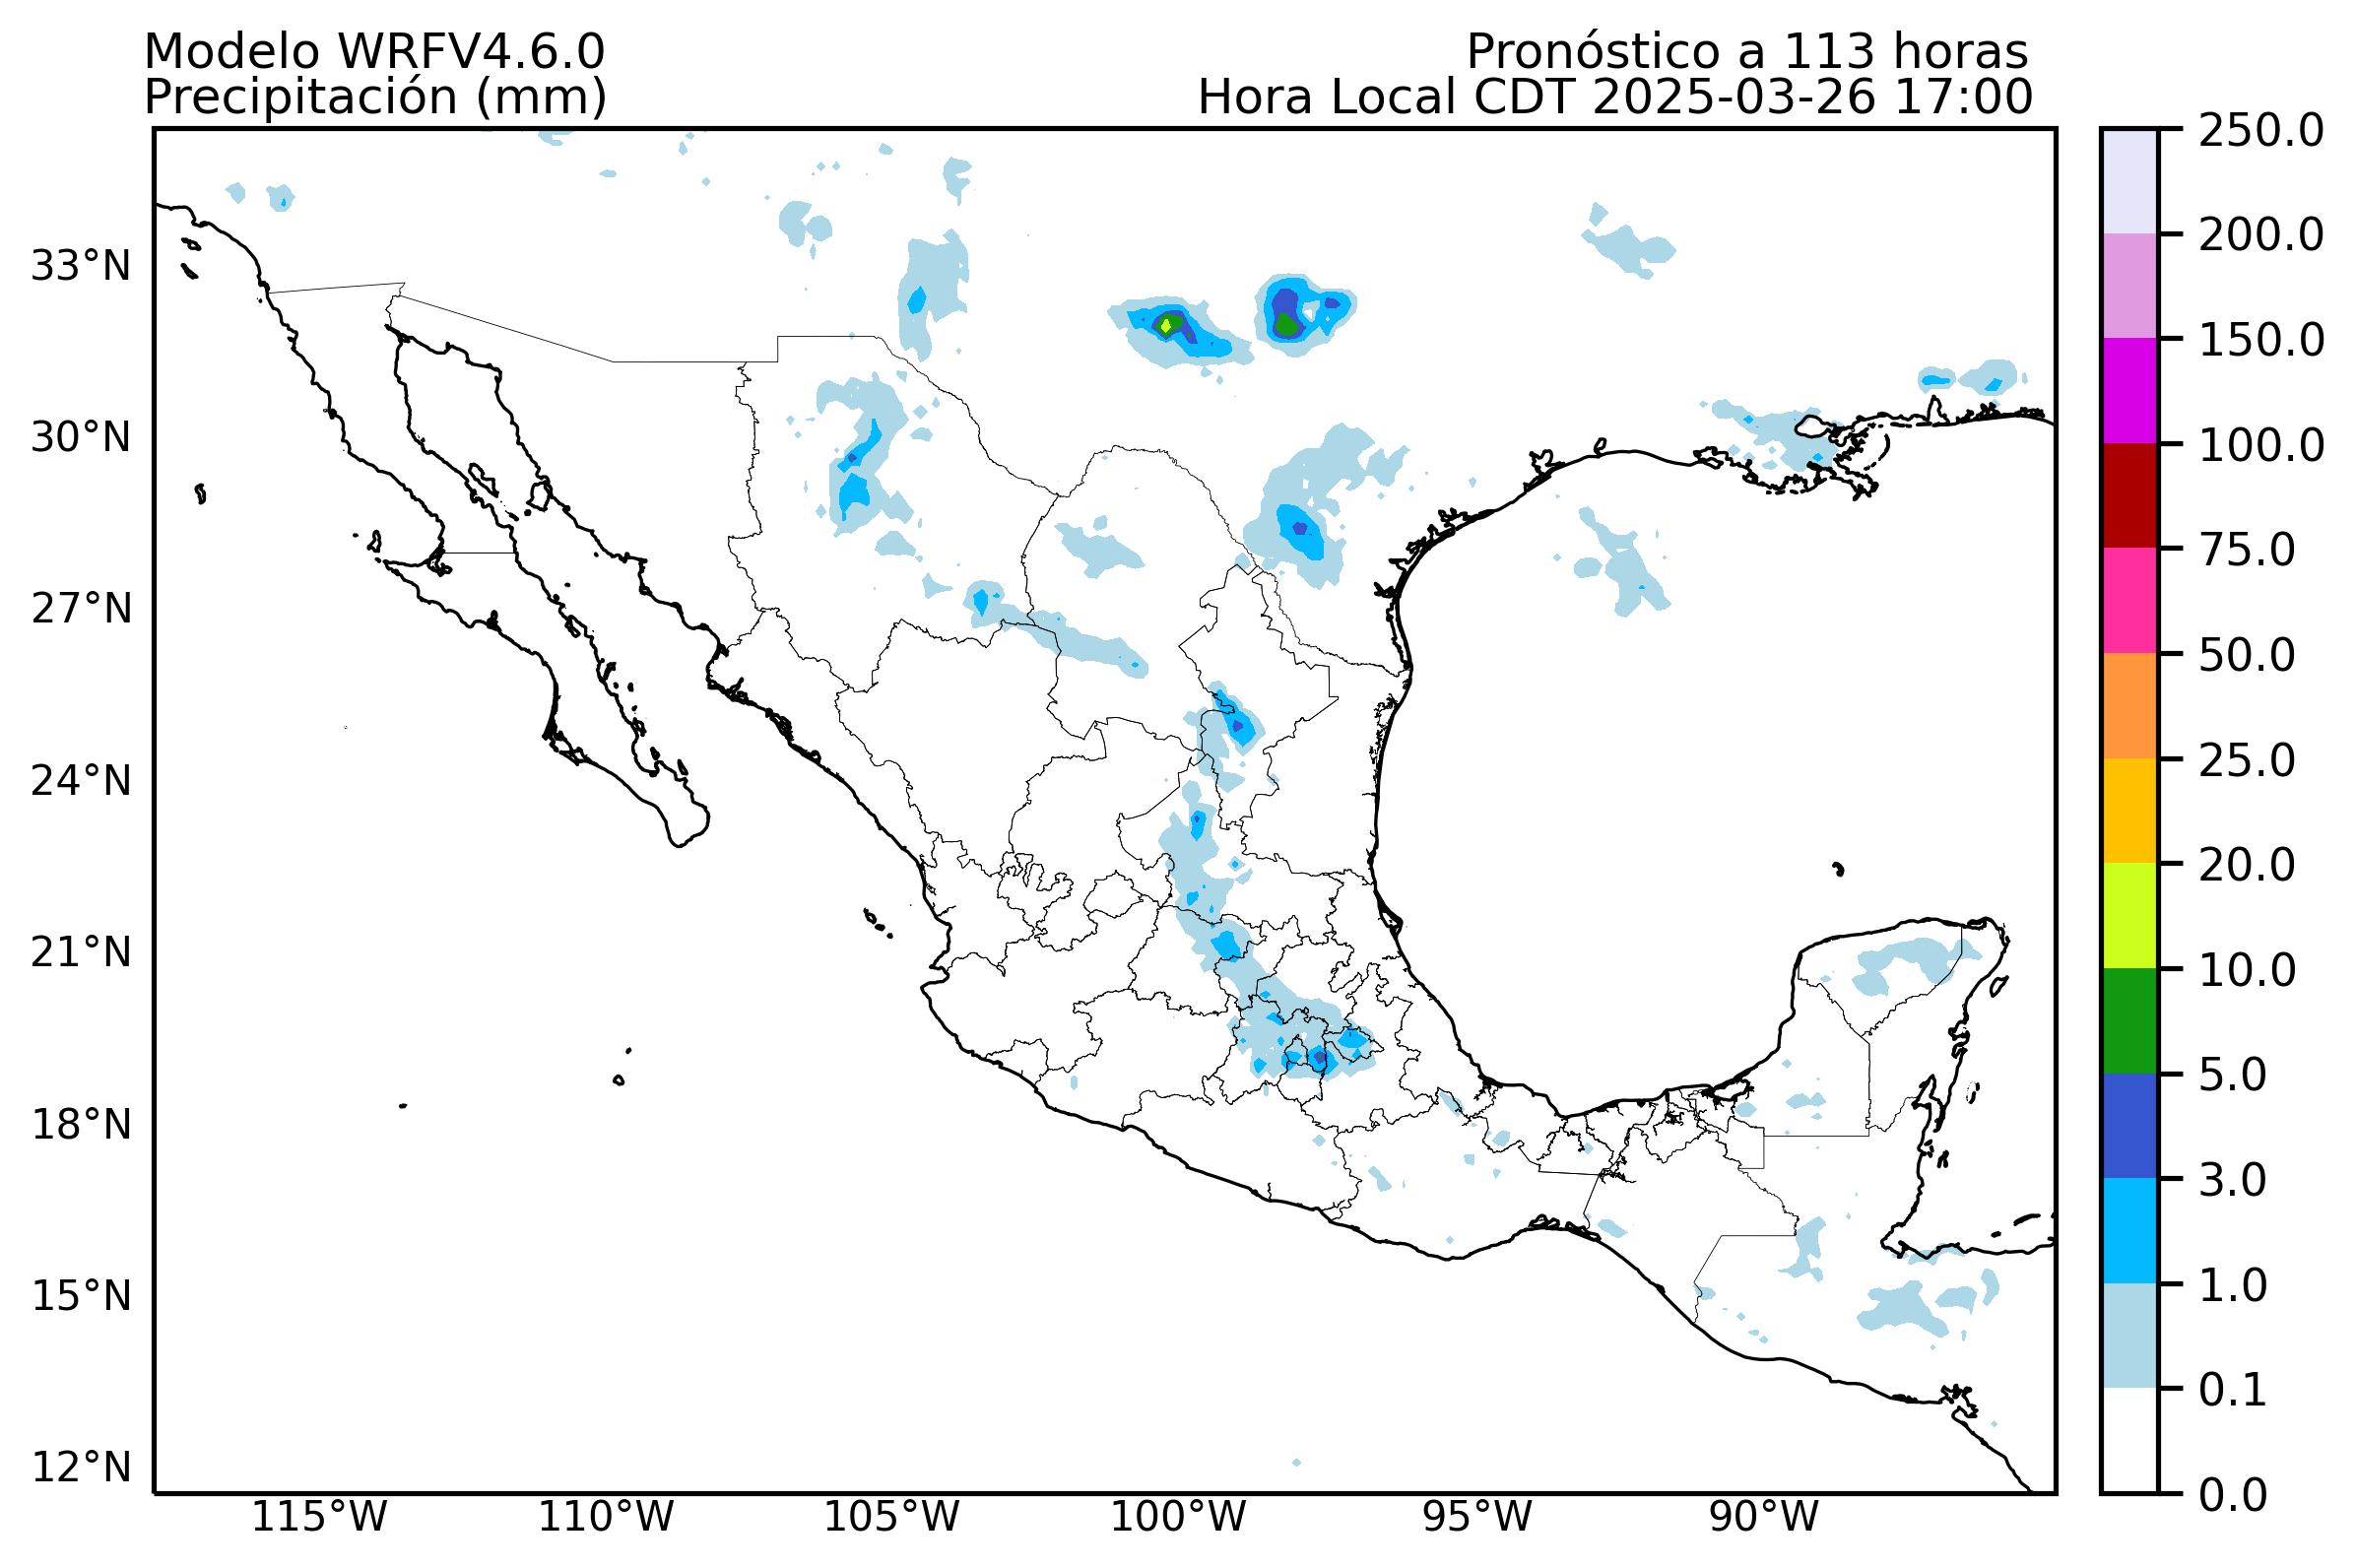 Modelo WRFV4.6.0
Precipitación (mm)
Pronóstico a 113 horas
Hora Local CDT 2025-03-26 17:00
33°N
30°N
27°N
24°N
21°N
18°N
15°N
12°N
115°W
110°W
105°W
100°W
95°W
90°W
250.0
200.0
150.0
100.0
75.0
50.0
25.0
20.0
10.0
5.0
3.0
1.0
0.1
0.0